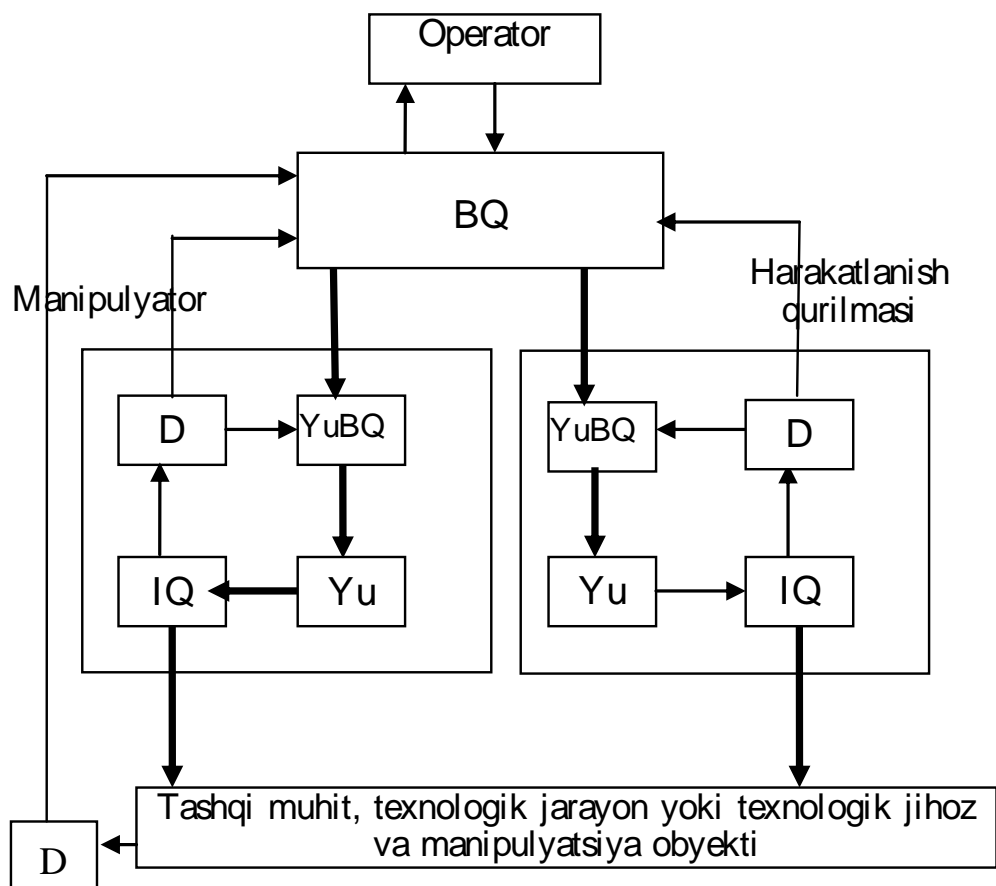 Operator
BQ
Manipulyator
Harakatlanish
qurilmasi
D
YuBQ
YuBQ
D
IQ
Yu
Yu
IQ
Tashqi muhit, texnologik jarayon yoki texnologik jihoz
va manipulyatsiya obyekti
D